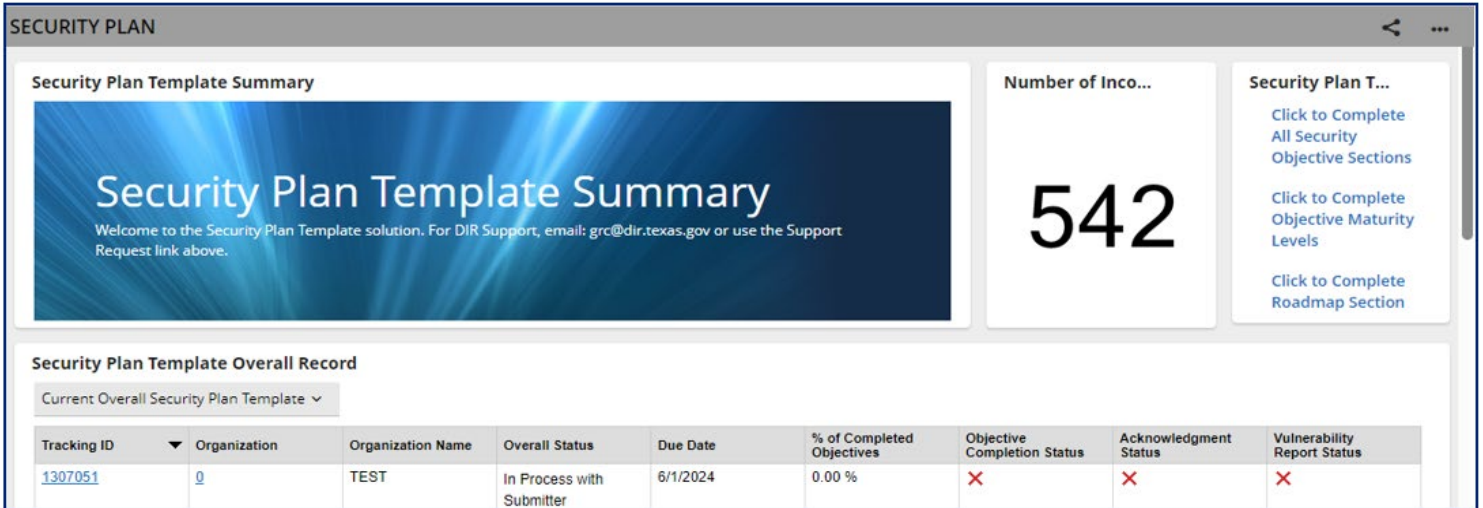 SECURITY PLAN
Security Plan Template Summary
Security Plan Template Summary
Welcome to the Security Plan Template solution. For DIR Support, email: grc@dir.texas.gov or use the Support
Request link above.
Number of Inco...
542
Security Plan T...
Click to Complete
All Security
Objective Sections
Click to Complete
Objective Maturity
Levels
Click to Complete
Roadmap Section
Security Plan Template Overall Record
Current Overall Security Plan Template
Tracking ID Organization Organization Name Overall Status Due Date % of Completed Objectives Objective Completion Status Acknowledgment Status Vulnerability Report Status
1307051 0 TEST In Process with Submitter 6/1/2024 0.00 %